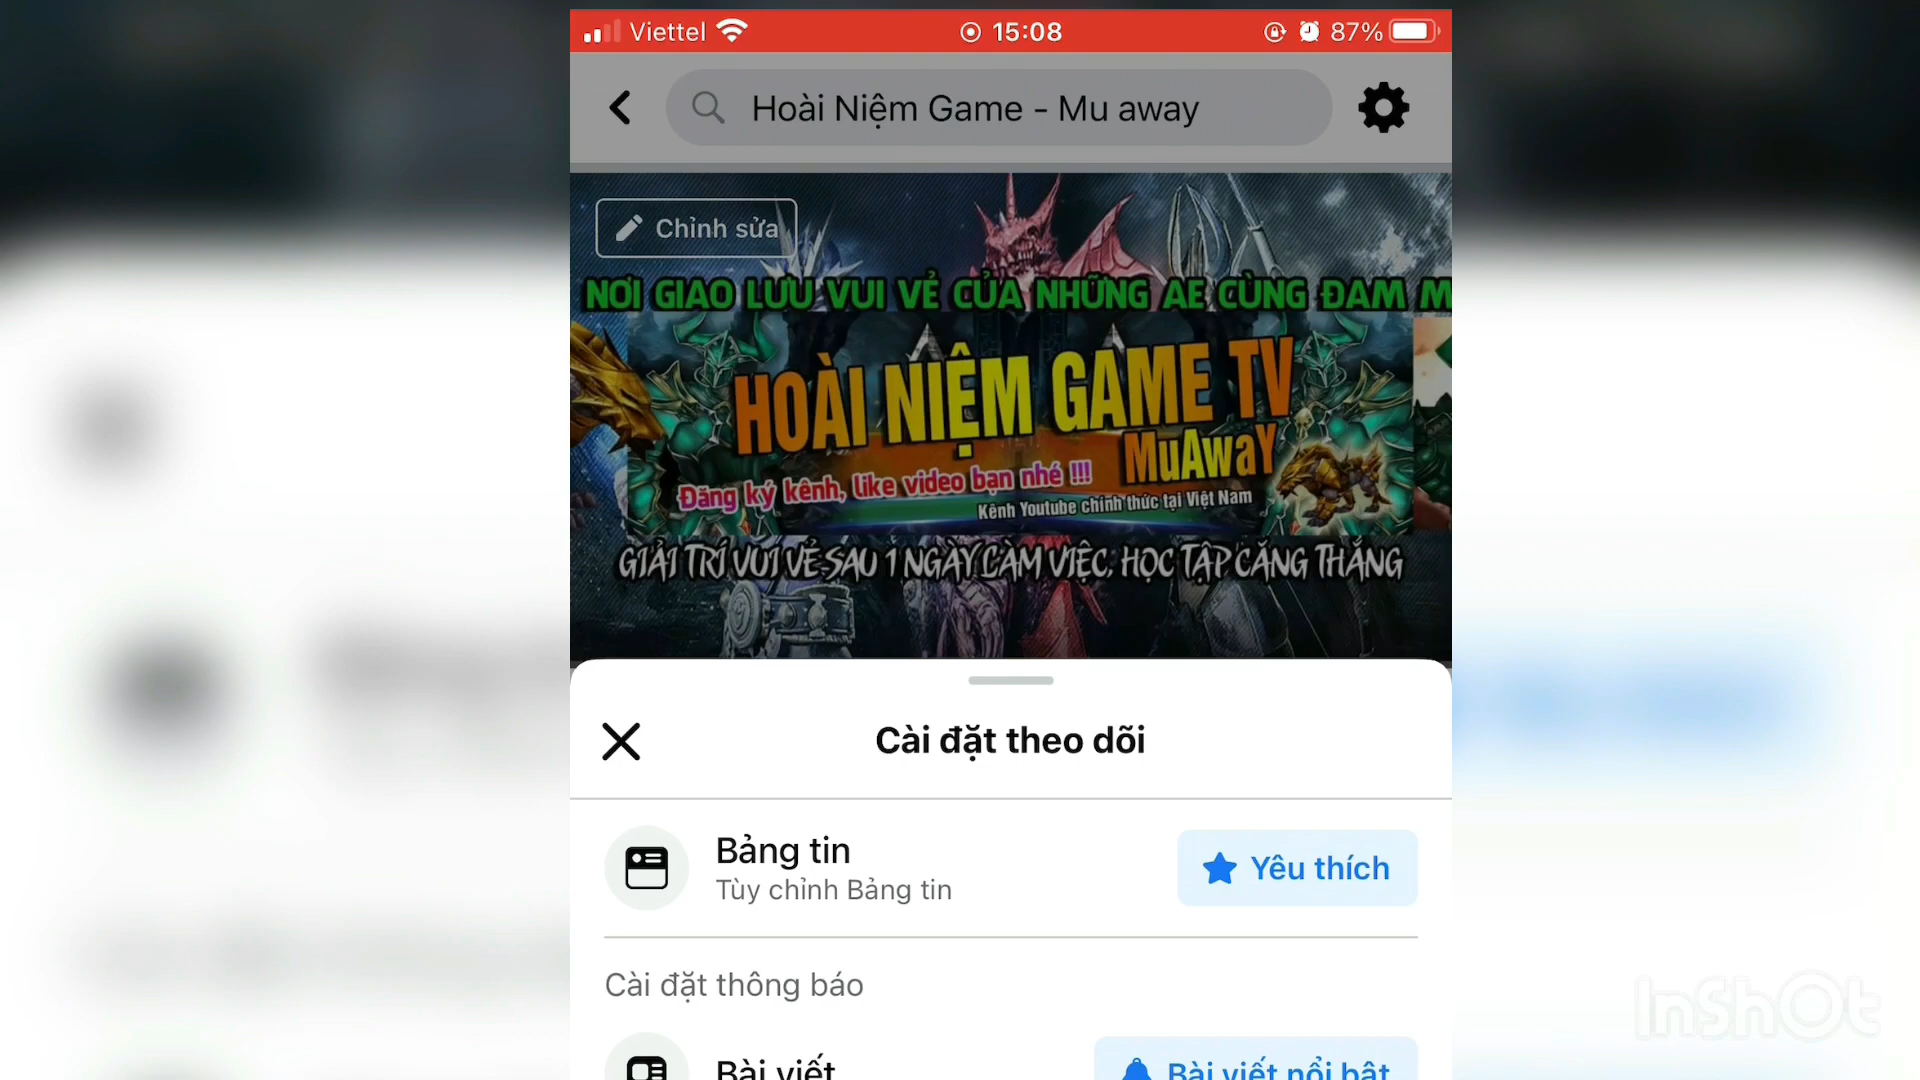 Viettel 15:08 87%
Hoài Niệm Game - Mu away
Chỉnh sửa
NƠI GIAO LƯU VUI VẺ CỦA NHỮNG AE CÙNG ĐAM M
HOÀI NIỆM GAME TV
MuAwaY
Đăng ký kênh, like video bạn nhé !!!
Kênh Youtube chính thức tại Việt Nam
GIẢI TRÍ VUI VẺ SAU 1 NGÀY LÀM VIỆC, HỌC TẬP CĂNG THẲNG
Cài đặt theo dõi
Bảng tin
Tùy chỉnh Bảng tin
Yêu thích
Cài đặt thông báo
Bài viết
Bài viết nổi bật
InShOt